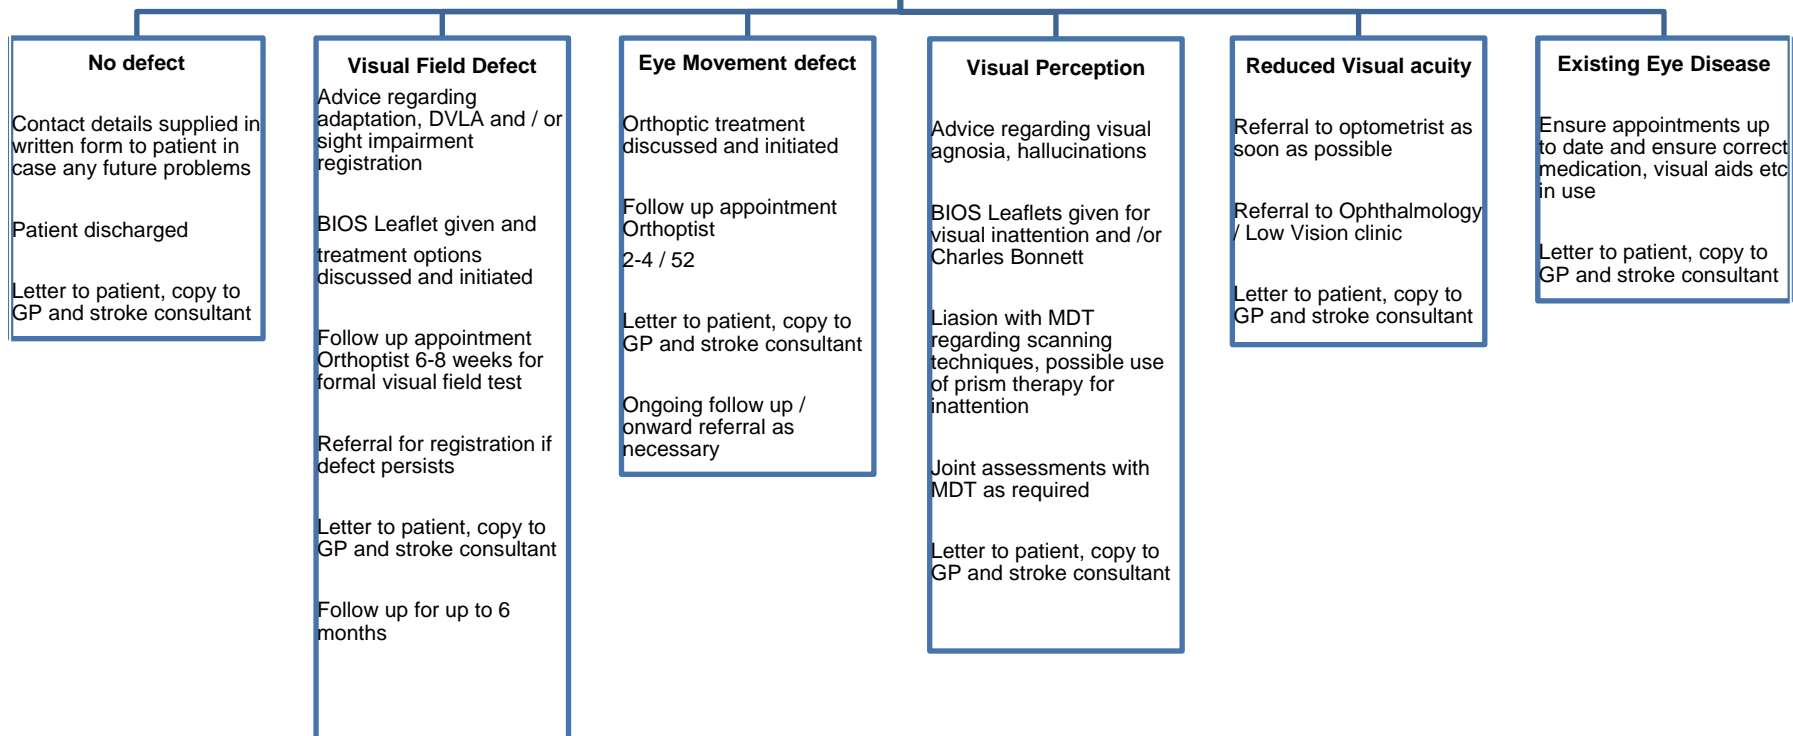 No defect
Contact details supplied in
written form to patient in
case any future problems
Patient discharged
Letter to patient, copy to
GP and stroke consultant
Visual Field Defect
Advice regarding
adaptation, DVLA and / or
sight impairment
registration
BIOS Leaflet given and
treatment options
discussed and initiated
Follow up appointment
Orthoptist 6-8 weeks for
formal visual field test
Referral for registration if
defect persists
Letter to patient, copy to
GP and stroke consultant
Follow up for up to 6
months
Eye Movement defect
Orthoptic treatment
discussed and initiated
Follow up appointment
Orthoptist
2-4 / 52
Letter to patient, copy to
GP and stroke consultant
Ongoing follow up /
onward referral as
necessary
Visual Perception
Advice regarding visual
agnosia, hallucinations
BIOS Leaflets given for
visual inattention and /or
Charles Bonnett
Liasion with MDT
regarding scanning
techniques, possible use
of prism therapy for
inattention
Joint assessments with
MDT as required
Letter to patient, copy to
GP and stroke consultant
Reduced Visual acuity
Referral to optometrist as
soon as possible
Referral to Ophthalmology
/ Low Vision clinic
Letter to patient, copy to
GP and stroke consultant
Existing Eye Disease
Ensure appointments up
to date and ensure correct
medication, visual aids etc
in use
Letter to patient, copy to
GP and stroke consultant